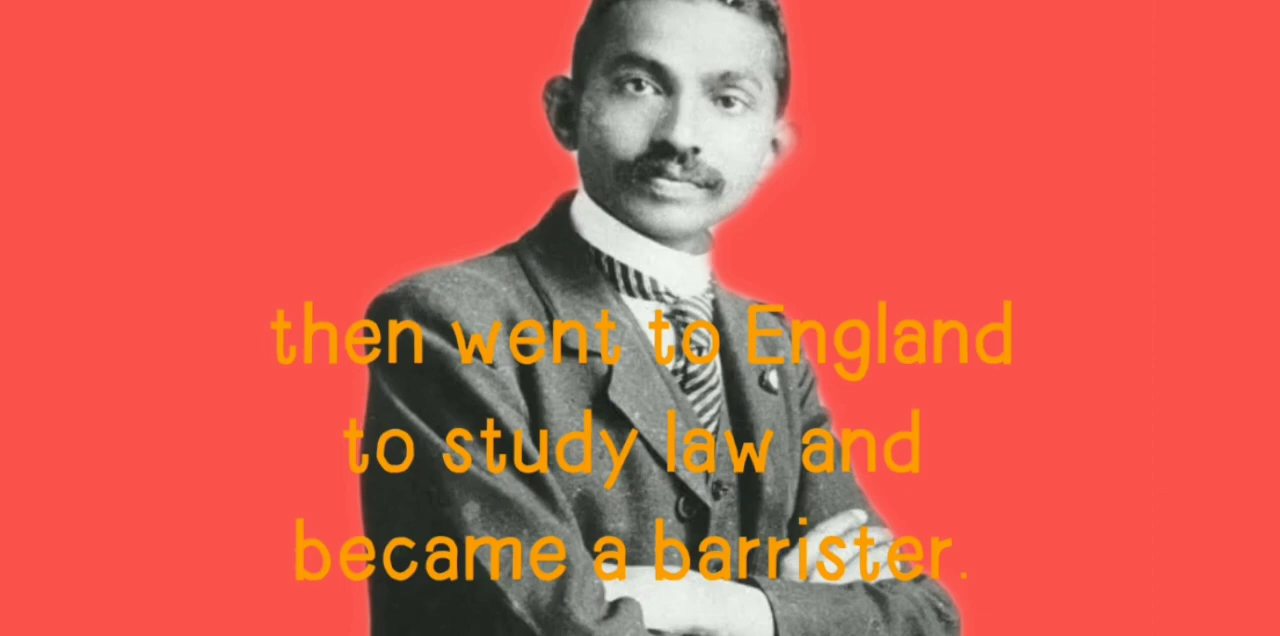 then went to England
to study law and
became a barrister.